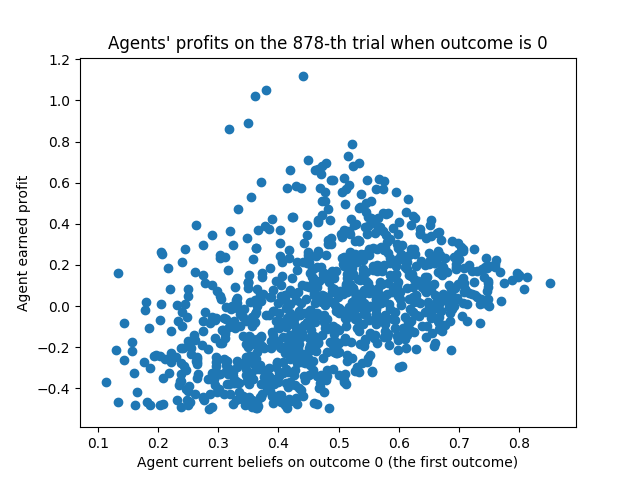 Agents' profits on the 878-th trial when outcome is 0
1.2
1.0
0.8
0.6
0.4
0.2
0.0
−0.2
−0.4
Agent earned profit
0.1 0.2 0.3 0.4 0.5 0.6 0.7 0.8
Agent current beliefs on outcome 0 (the first outcome)